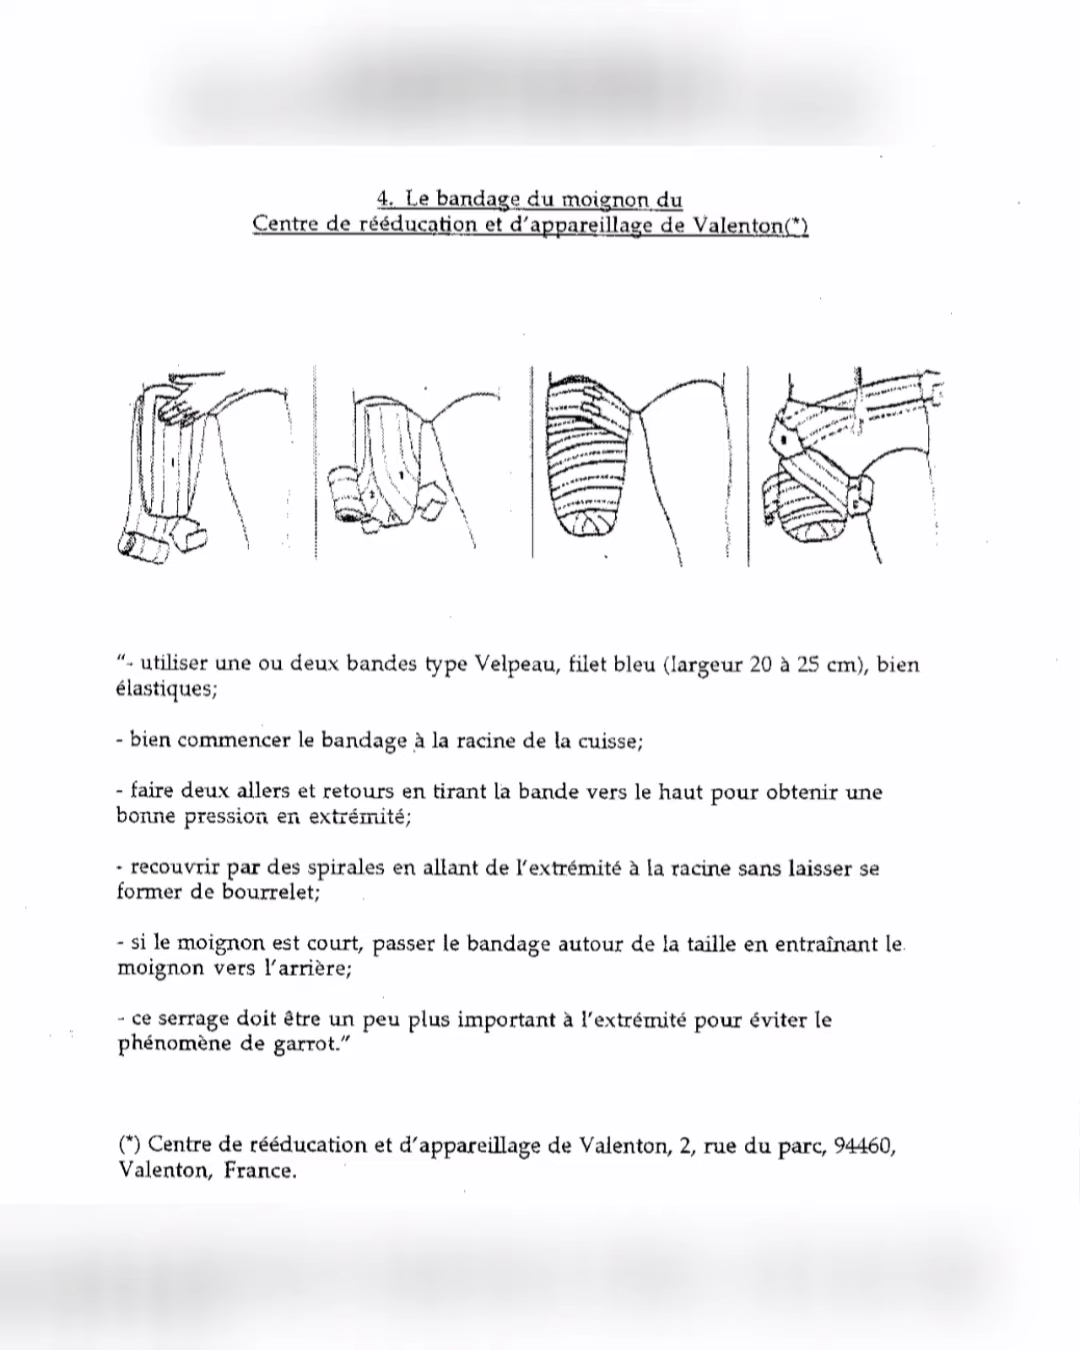 4. Le bandage du moignon du
Centre de rééducation et d'appareillage de Valenton(*)
"- utiliser une ou deux bandes type Velpeau, filet bleu (largeur 20 à 25 cm), bien
élastiques;
- bien commencer le bandage à la racine de la cuisse;
- faire deux allers et retours en tirant la bande vers le haut pour obtenir une
bonne pression en extrémité;
- recouvrir par des spirales en allant de l'extrémité à la racine sans laisser se
former de bourrelet;
- si le moignon est court, passer le bandage autour de la taille en entraînant le
moignon vers l'arrière;
- ce serrage doit être un peu plus important à l'extrémité pour éviter le
phénomène de garrot."
(*) Centre de rééducation et d'appareillage de Valenton, 2, rue du parc, 94460,
Valenton, France.